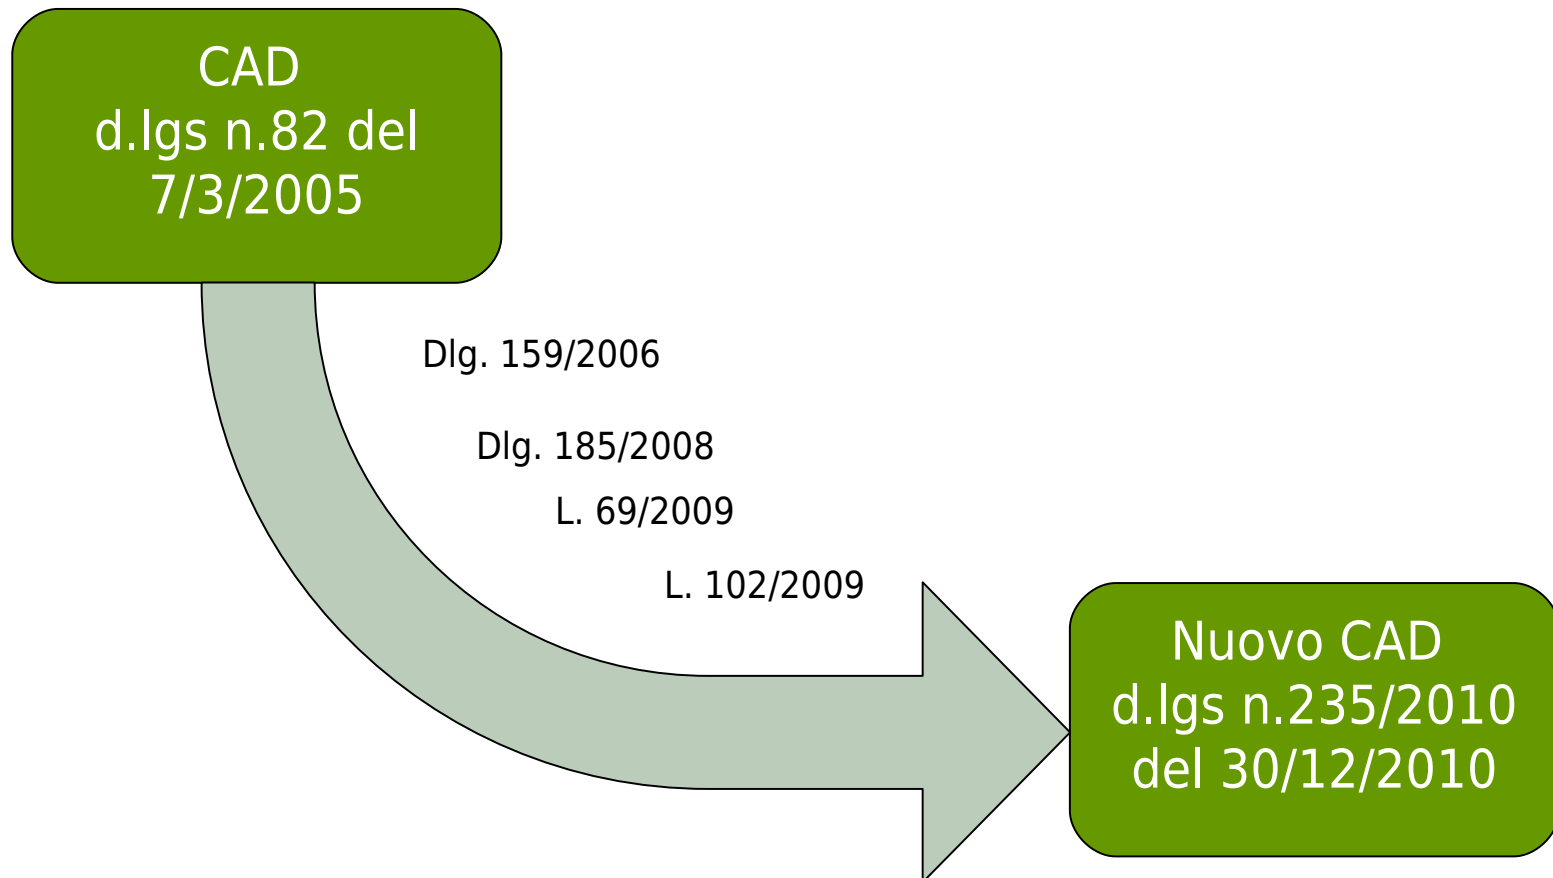 CAD
d.lgs n.82 del
7/3/2005
Dlg. 159/2006
Dlg. 185/2008
L. 69/2009
L. 102/2009
Nuovo CAD
d.lgs n.235/2010
del 30/12/2010